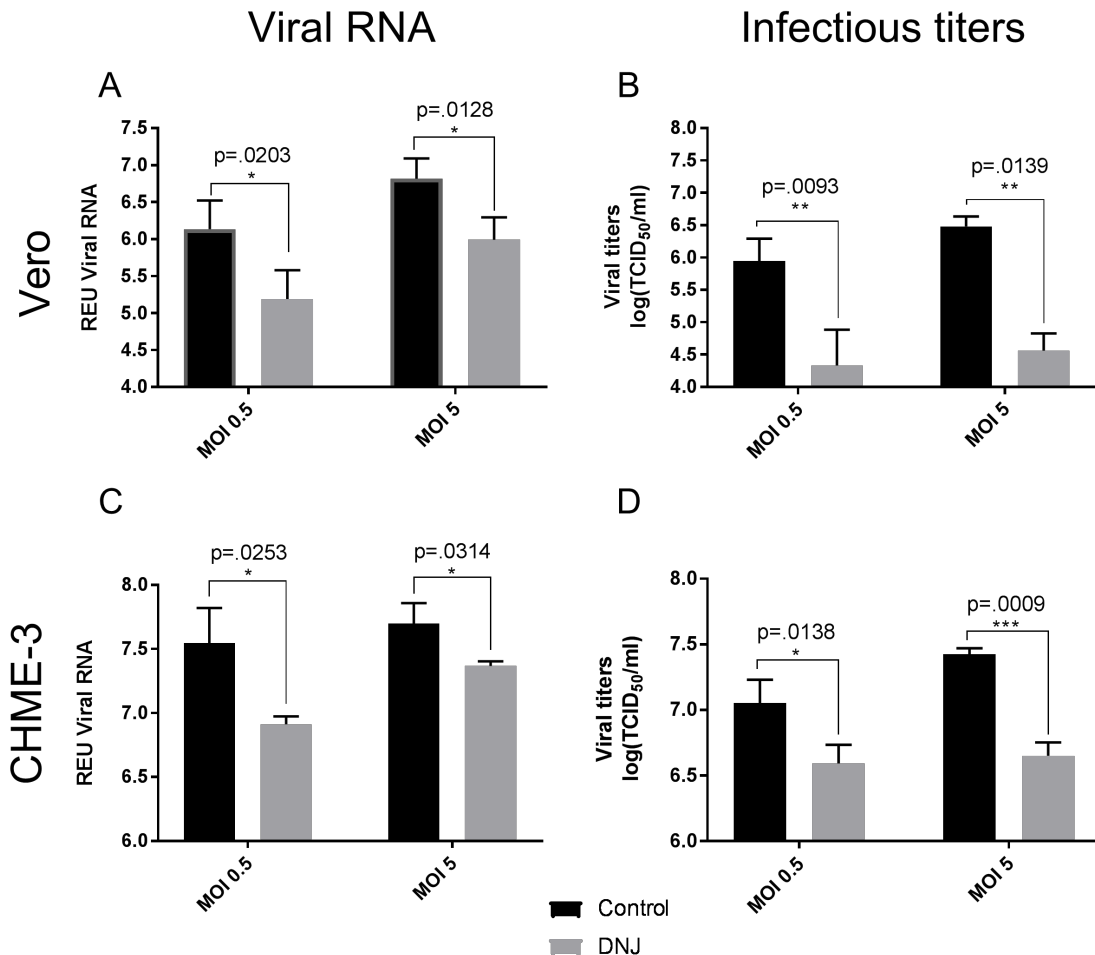 Viral RNA
Infectious titers
Vero
A
REU Viral RNA
7.5
7.0
6.5
6.0
5.5
5.0
4.5
4.0
p=.0203
*
p=.0128
*
MOI 0.5
MOI 5
B
Viral titers
log(TCID50/ml)
8.0
7.5
7.0
6.5
6.0
5.5
5.0
4.5
4.0
p=.0093
**
p=.0139
**
MOI 0.5
MOI 5
CHME-3
C
REU Viral RNA
8.0
7.5
7.0
6.5
6.0
p=.0253
*
p=.0314
*
MOI 0.5
MOI 5
D
Viral titers
log(TCID50/ml)
8.0
7.5
7.0
6.5
6.0
p=.0138
*
p=.0009
***
MOI 0.5
MOI 5
Control
DNJ